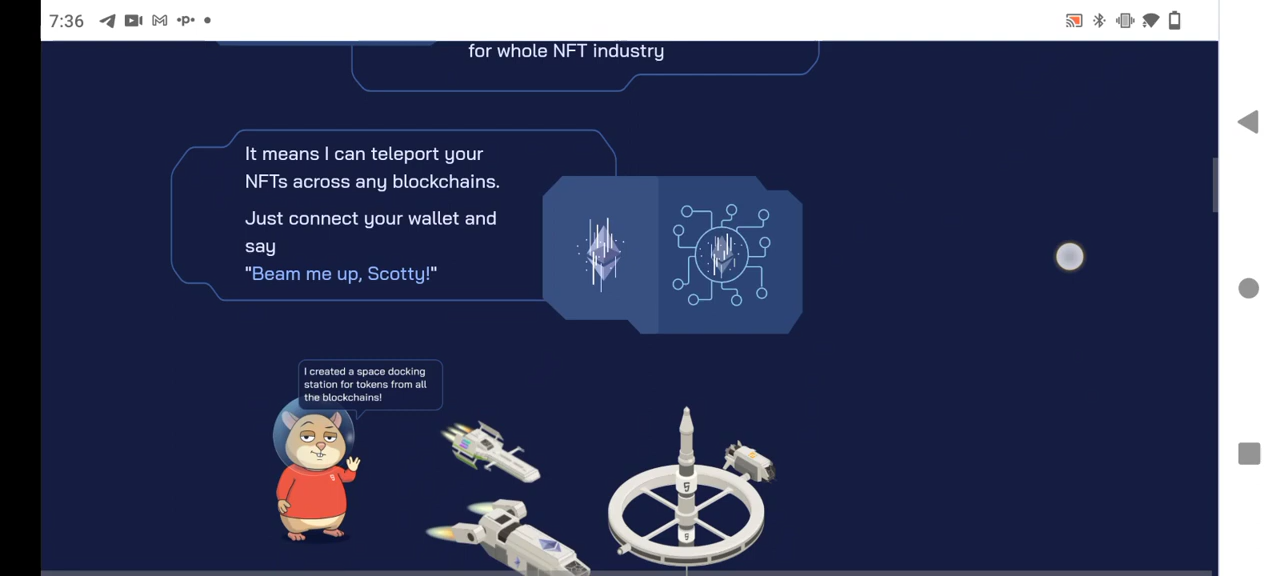 7:36
for whole NFT industry
It means I can teleport your
NFTs across any blockchains.
Just connect your wallet and
say
"Beam me up, Scotty!"
I created a space docking
station for tokens from all
the blockchains!